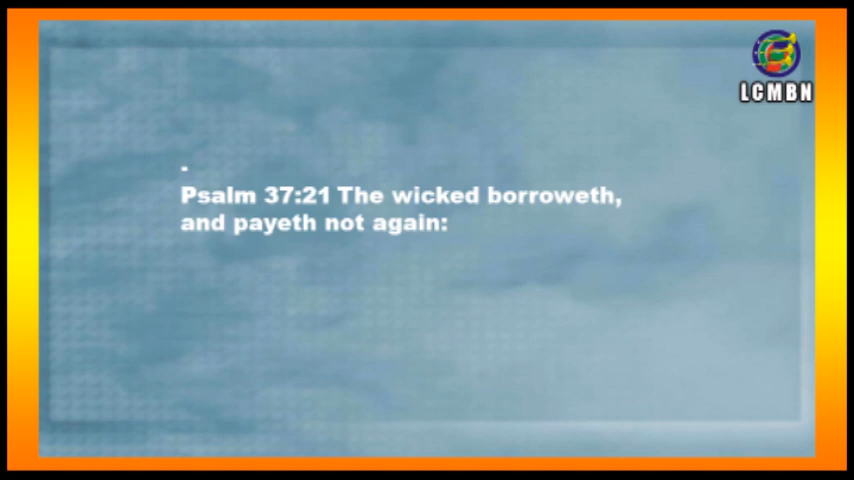 LCMBN
-
Psalm 37:21 The wicked borroweth,
and payeth not again: